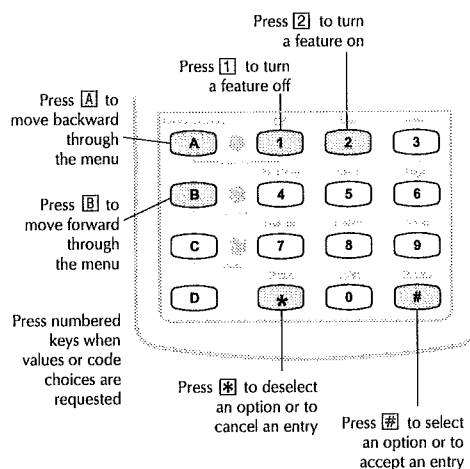 Press 2 to turn
a feature on
Press 1 to turn
a feature off
Press A to
move backward
through
the menu
A 1 2 3
Press B to
move forward
through
the menu
B 4 5 6
C 7 8 9
D * 0 #
Press numbered
keys when
values or code
choices are
requested
Press * to deselect
an option or to
cancel an entry
Press # to select
an option or to
accept an entry